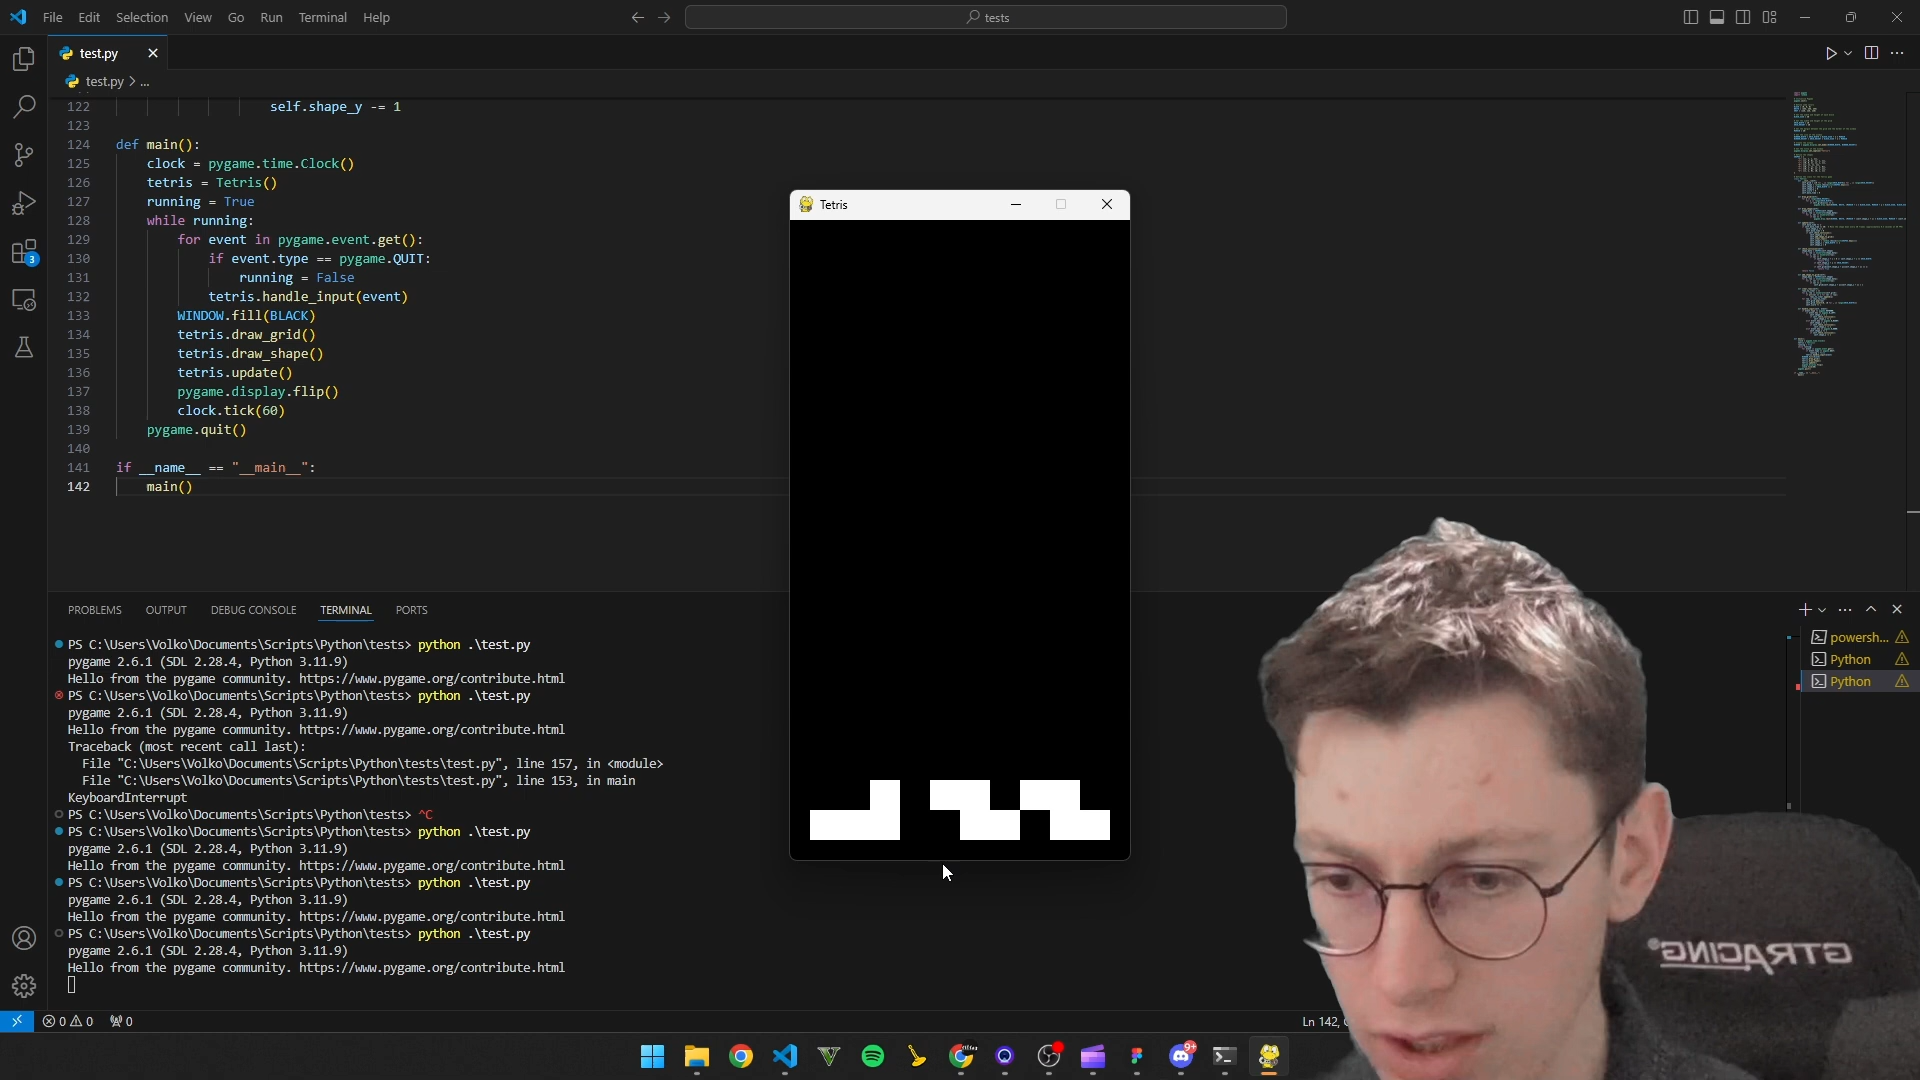 File Edit Selection View Go Run Terminal Help
tests
test.py
test.py > ...
122 self.shape_y -= 1
123
124 def main():
125 clock = pygame.time.Clock()
126 tetris = Tetris()
127 running = True
128 while running:
129 for event in pygame.event.get():
130 if event.type == pygame.QUIT:
131 running = False
132 tetris.handle_input(event)
133 WINDOW.fill(BLACK)
134 tetris.draw_grid()
135 tetris.draw_shape()
136 tetris.update()
137 pygame.display.flip()
138 clock.tick(60)
139 pygame.quit()
140
141 if __name__ == "__main__":
142 main()
Tetris
3
PROBLEMS OUTPUT DEBUG CONSOLE TERMINAL PORTS
PS C:\Users\Volko\Documents\Scripts\Python\tests> python .\test.py
pygame 2.6.1 (SDL 2.28.4, Python 3.11.9)
Hello from the pygame community. https://www.pygame.org/contribute.html
PS C:\Users\Volko\Documents\Scripts\Python\tests> python .\test.py
pygame 2.6.1 (SDL 2.28.4, Python 3.11.9)
Hello from the pygame community. https://www.pygame.org/contribute.html
Traceback (most recent call last):
File "C:\Users\Volko\Documents\Scripts\Python\tests\test.py", line 157, in <module>
File "C:\Users\Volko\Documents\Scripts\Python\tests\test.py", line 153, in main
KeyboardInterrupt
PS C:\Users\Volko\Documents\Scripts\Python\tests> ^C
PS C:\Users\Volko\Documents\Scripts\Python\tests> python .\test.py
pygame 2.6.1 (SDL 2.28.4, Python 3.11.9)
Hello from the pygame community. https://www.pygame.org/contribute.html
PS C:\Users\Volko\Documents\Scripts\Python\tests> python .\test.py
pygame 2.6.1 (SDL 2.28.4, Python 3.11.9)
Hello from the pygame community. https://www.pygame.org/contribute.html
PS C:\Users\Volko\Documents\Scripts\Python\tests> python .\test.py
pygame 2.6.1 (SDL 2.28.4, Python 3.11.9)
Hello from the pygame community. https://www.pygame.org/contribute.html
powersh...
Python
Python
GTRACING
0 0 0
Ln 142,
9+